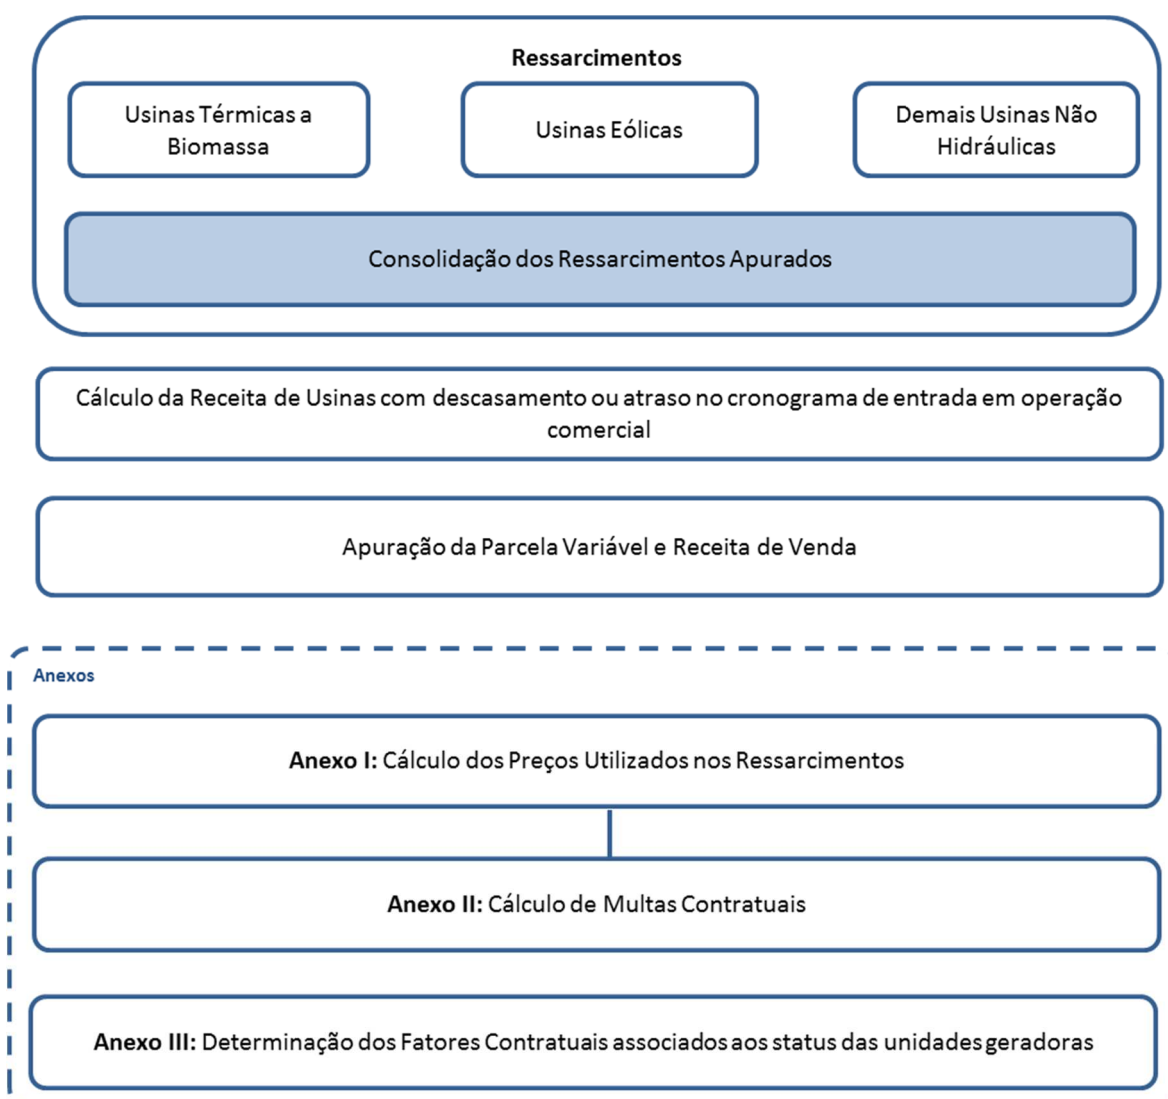 Ressarcimentos
Usinas Térmicas a
Biomassa
Usinas Eólicas
Demais Usinas Não
Hidráulicas
Consolidação dos Ressarcimentos Apurados
Cálculo da Receita de Usinas com descasamento ou atraso no cronograma de entrada em operação
comercial
Apuração da Parcela Variável e Receita de Venda
Anexos
Anexo I: Cálculo dos Preços Utilizados nos Ressarcimentos
Anexo II: Cálculo de Multas Contratuais
Anexo III: Determinação dos Fatores Contratuais associados aos status das unidades geradoras